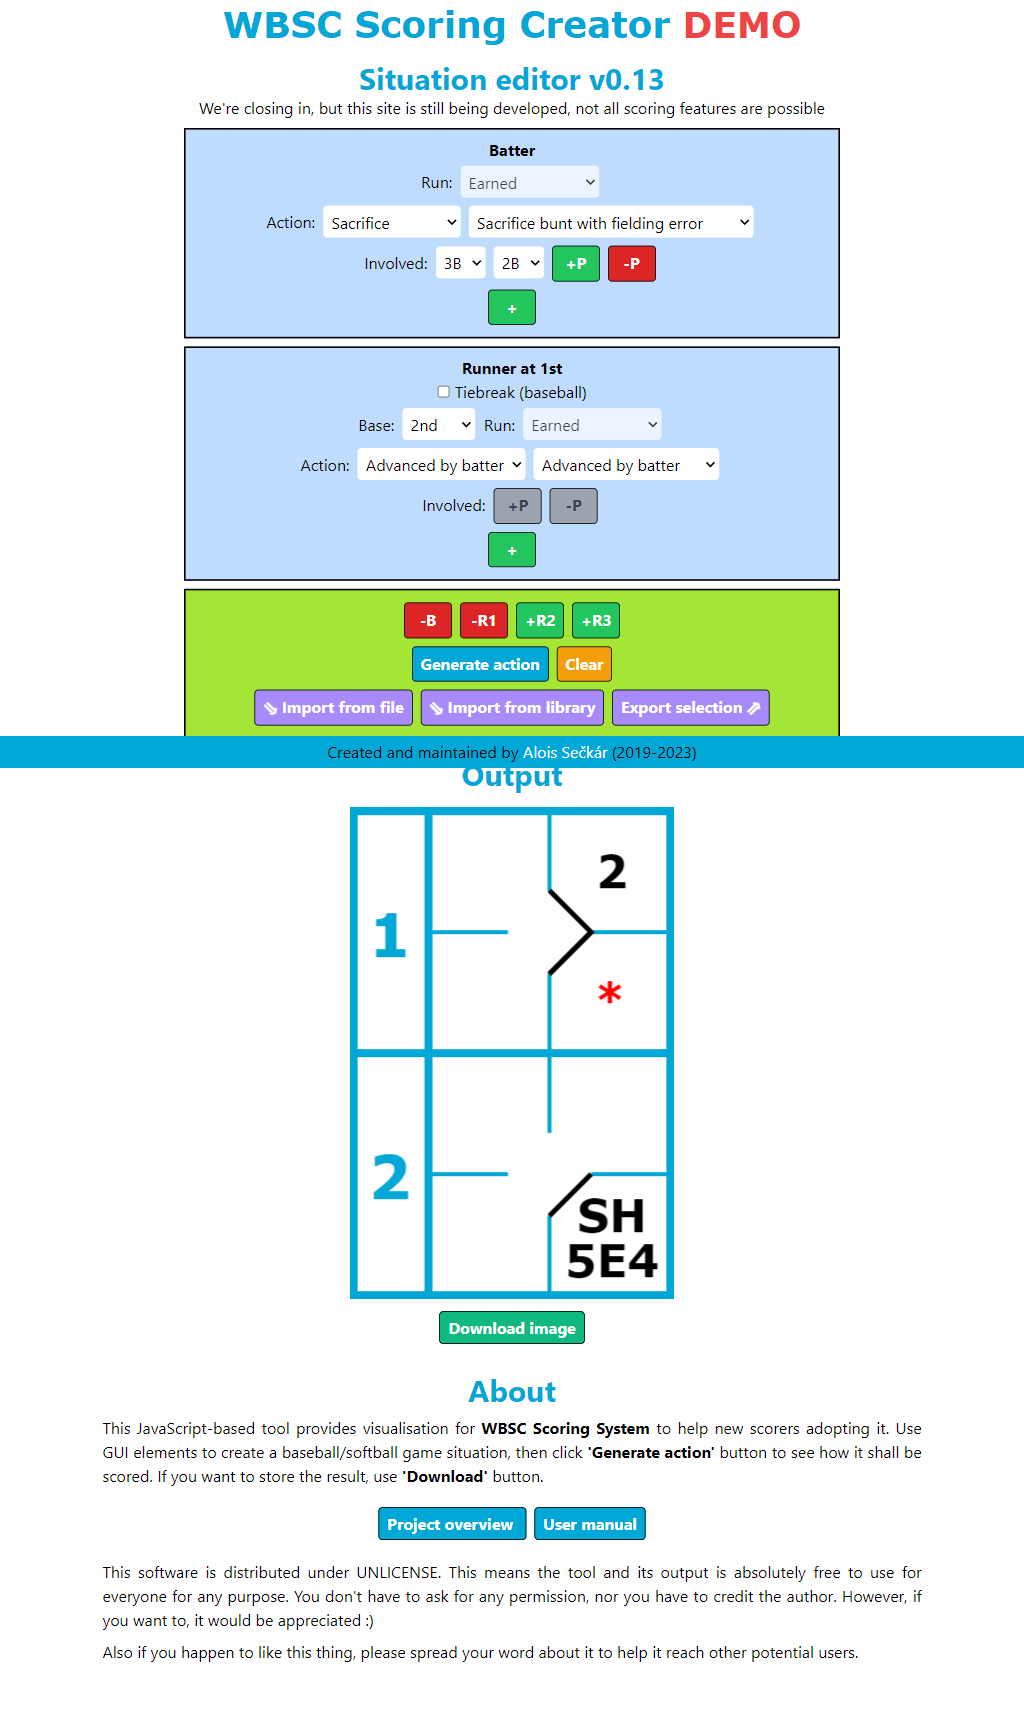 WBSC Scoring Creator DEMO
Situation editor v0.13
We're closing in, but this site is still being developed, not all scoring features are possible
Batter
Run: Earned
Action: Sacrifice Sacrifice bunt with fielding error
Involved: 3B 2B +P -P
+
Runner at 1st
Tiebreak (baseball)
Base: 2nd Run: Earned
Action: Advanced by batter Advanced by batter
Involved: +P -P
+
-B -R1 +R2 +R3
Generate action Clear
⇘ Import from file ⇘ Import from library Export selection ⇗
Created and maintained by Alois Sečkár (2019-2023)
Output
2
1
*
2
SH
5E4
Download image
About
This JavaScript-based tool provides visualisation for WBSC Scoring System to help new scorers adopting it. Use
GUI elements to create a baseball/softball game situation, then click 'Generate action' button to see how it shall be
scored. If you want to store the result, use 'Download' button.
Project overview User manual
This software is distributed under UNLICENSE. This means the tool and its output is absolutely free to use for
everyone for any purpose. You don't have to ask for any permission, nor you have to credit the author. However, if
you want to, it would be appreciated :)
Also if you happen to like this thing, please spread your word about it to help it reach other potential users.